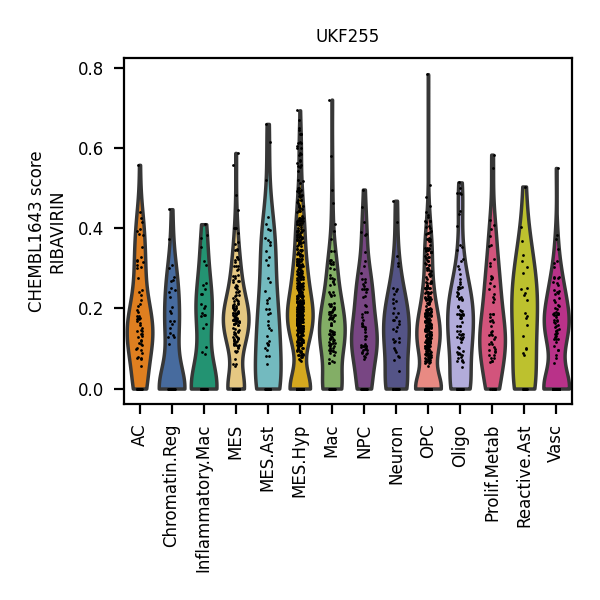 UKF255
CHEMBL1643 score
RIBAVIRIN
0.8
0.6
0.4
0.2
0.0
AC
Chromatin.Reg
Inflammatory.Mac
MES
MES.Ast
MES.Hyp
Mac
NPC
Neuron
OPC
Oligo
Prolif.Metab
Reactive.Ast
Vasc